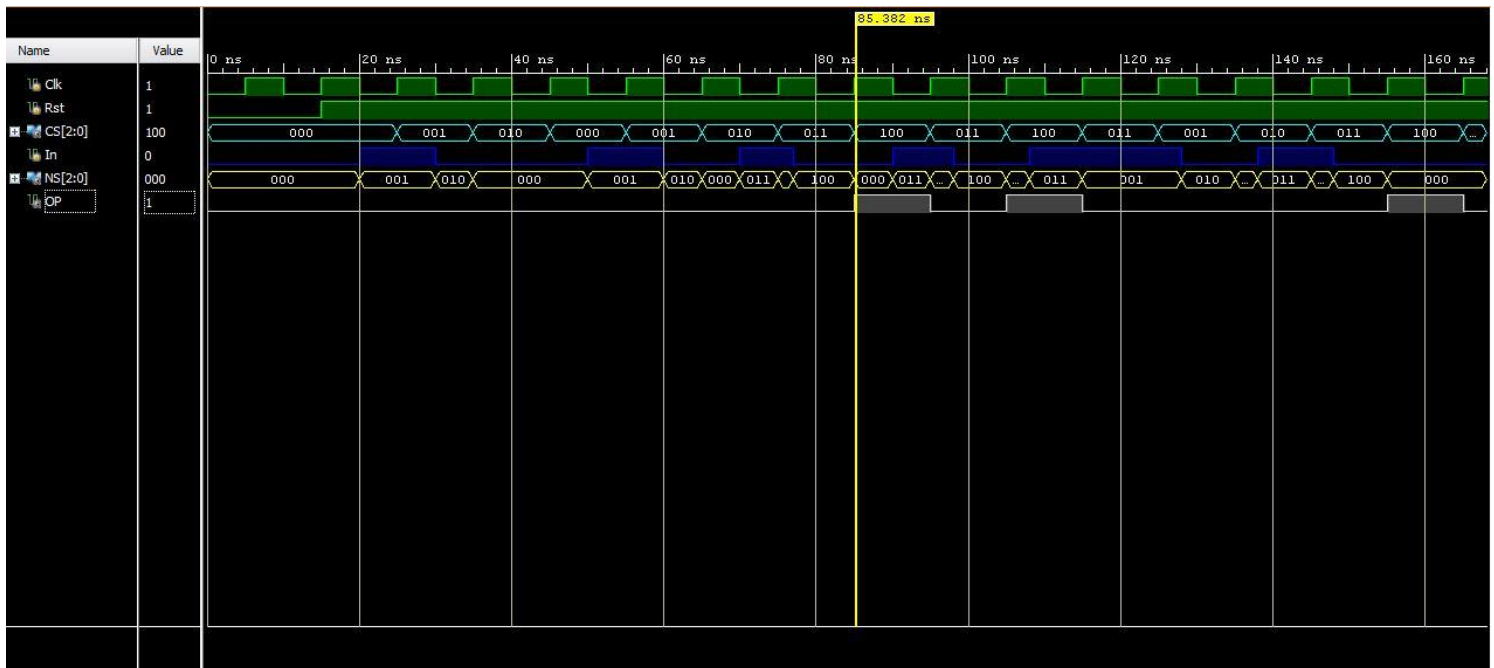 85.382 ns
Name Value
0 ns 20 ns 40 ns 60 ns 80 ns 100 ns 120 ns 140 ns 160 ns
Clk 1
Rst 1
CS[2:0] 100 000 001 010 000 001 010 011 100 011 100 011 001 010 011 100 ...
In 0
NS[2:0] 000 000 001 010 000 001 010 000 011 100 000 011 ... 100 ... 011 001 010 ... 011 ... 100 000
OP 1